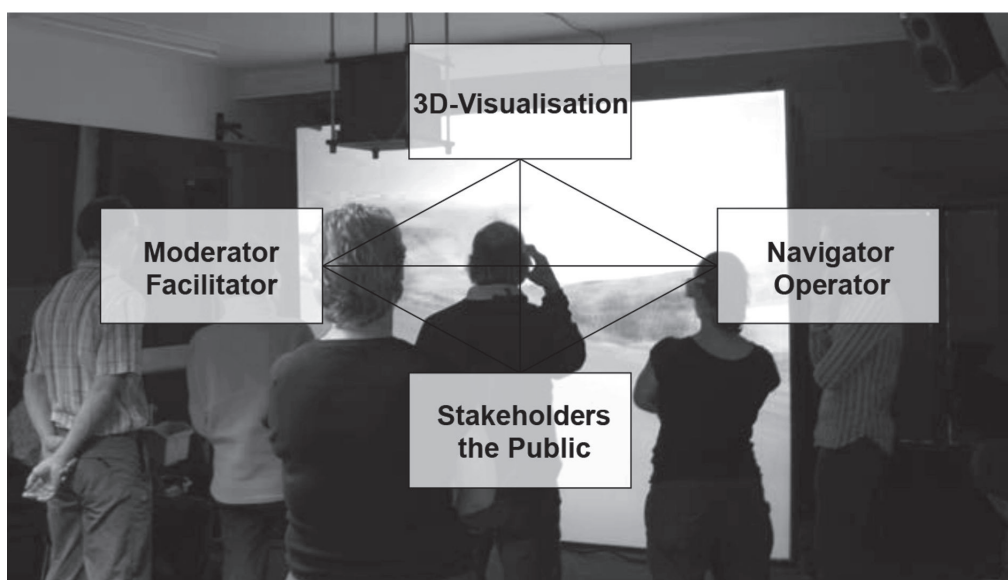 3D-Visualisation
Moderator
Facilitator
Navigator
Operator
Stakeholders
the Public